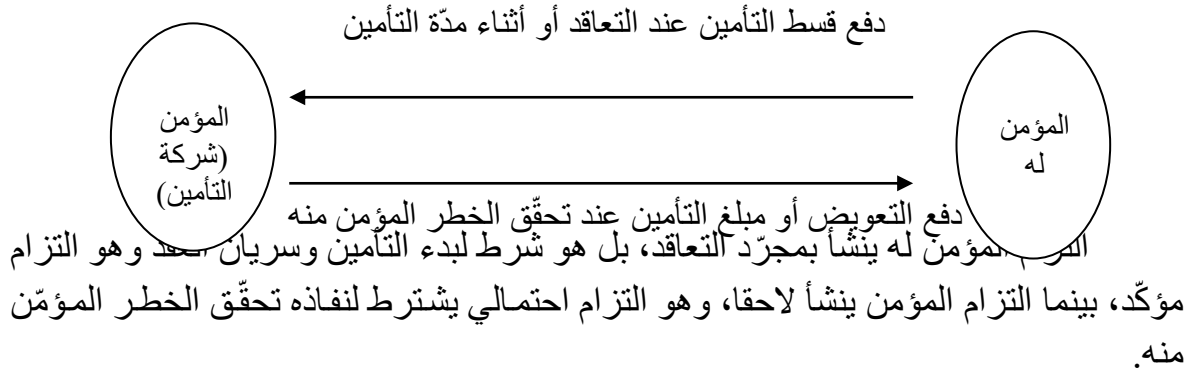 دفع قسط التأمين عند التعاقد أو أثناء مدّة التأمين
المؤمن
له
المؤمن
(شركة
التأمين)
دفع التعويض أو مبلغ التأمين عند تحقّق الخطر المؤمن منه
المؤمن له ينشأ بمجرّد التعاقد، بل هو شرط لبدء التأمين وسريان العقد وهو التزام
مؤكّد، بينما التزام المؤمن ينشأ لاحقا، وهو التزام احتمالي يشترط لنفاذه تحقّق الخطر المؤمّن
منه.